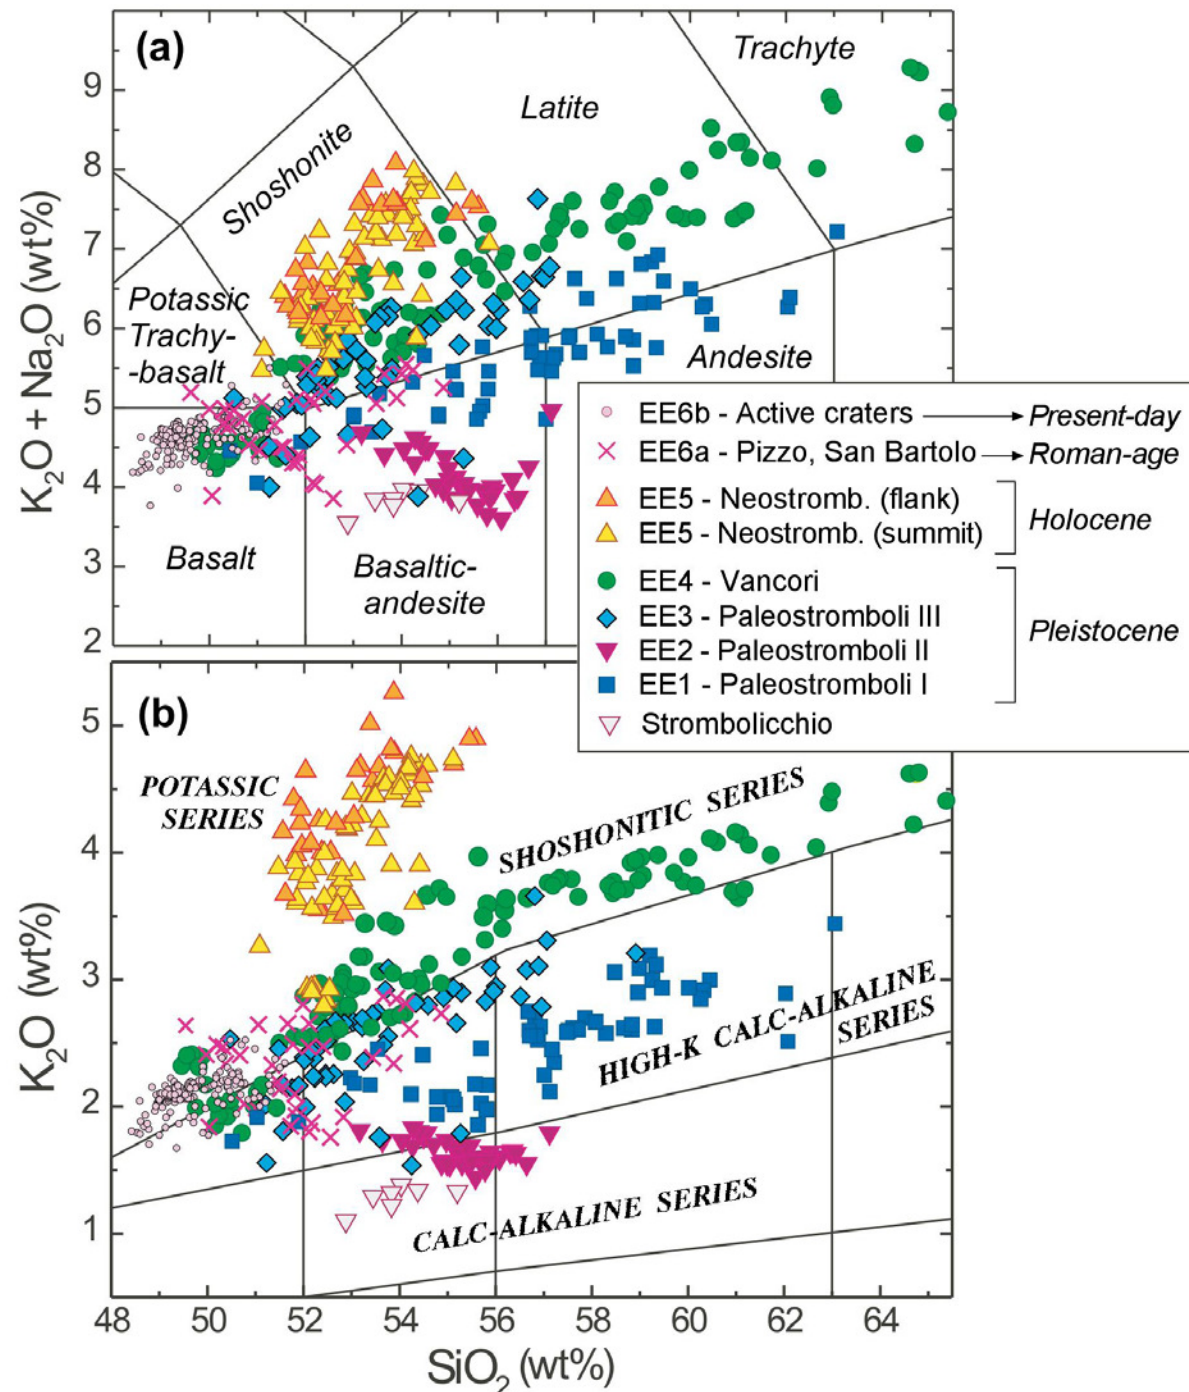 (a)
Trachyte
Latite
Shoshonite
Potassic
Trachy-
-basalt
Andesite
Basalt
Basaltic-
andesite
K2O + Na2O (wt%)
9
8
7
6
5
4
3
2
EE6b - Active craters
Present-day
EE6a - Pizzo, San Bartolo
Roman-age
EE5 - Neostromb. (flank)
EE5 - Neostromb. (summit)
Holocene
EE4 - Vancori
EE3 - Paleostromboli III
EE2 - Paleostromboli II
EE1 - Paleostromboli I
Pleistocene
Strombolicchio
(b)
POTASSIC
SERIES
SHOSHONITIC SERIES
HIGH-K CALC-ALKALINE
SERIES
CALC-ALKALINE SERIES
K2O (wt%)
5
4
3
2
1
48 50 52 54 56 58 60 62 64
SiO2 (wt%)